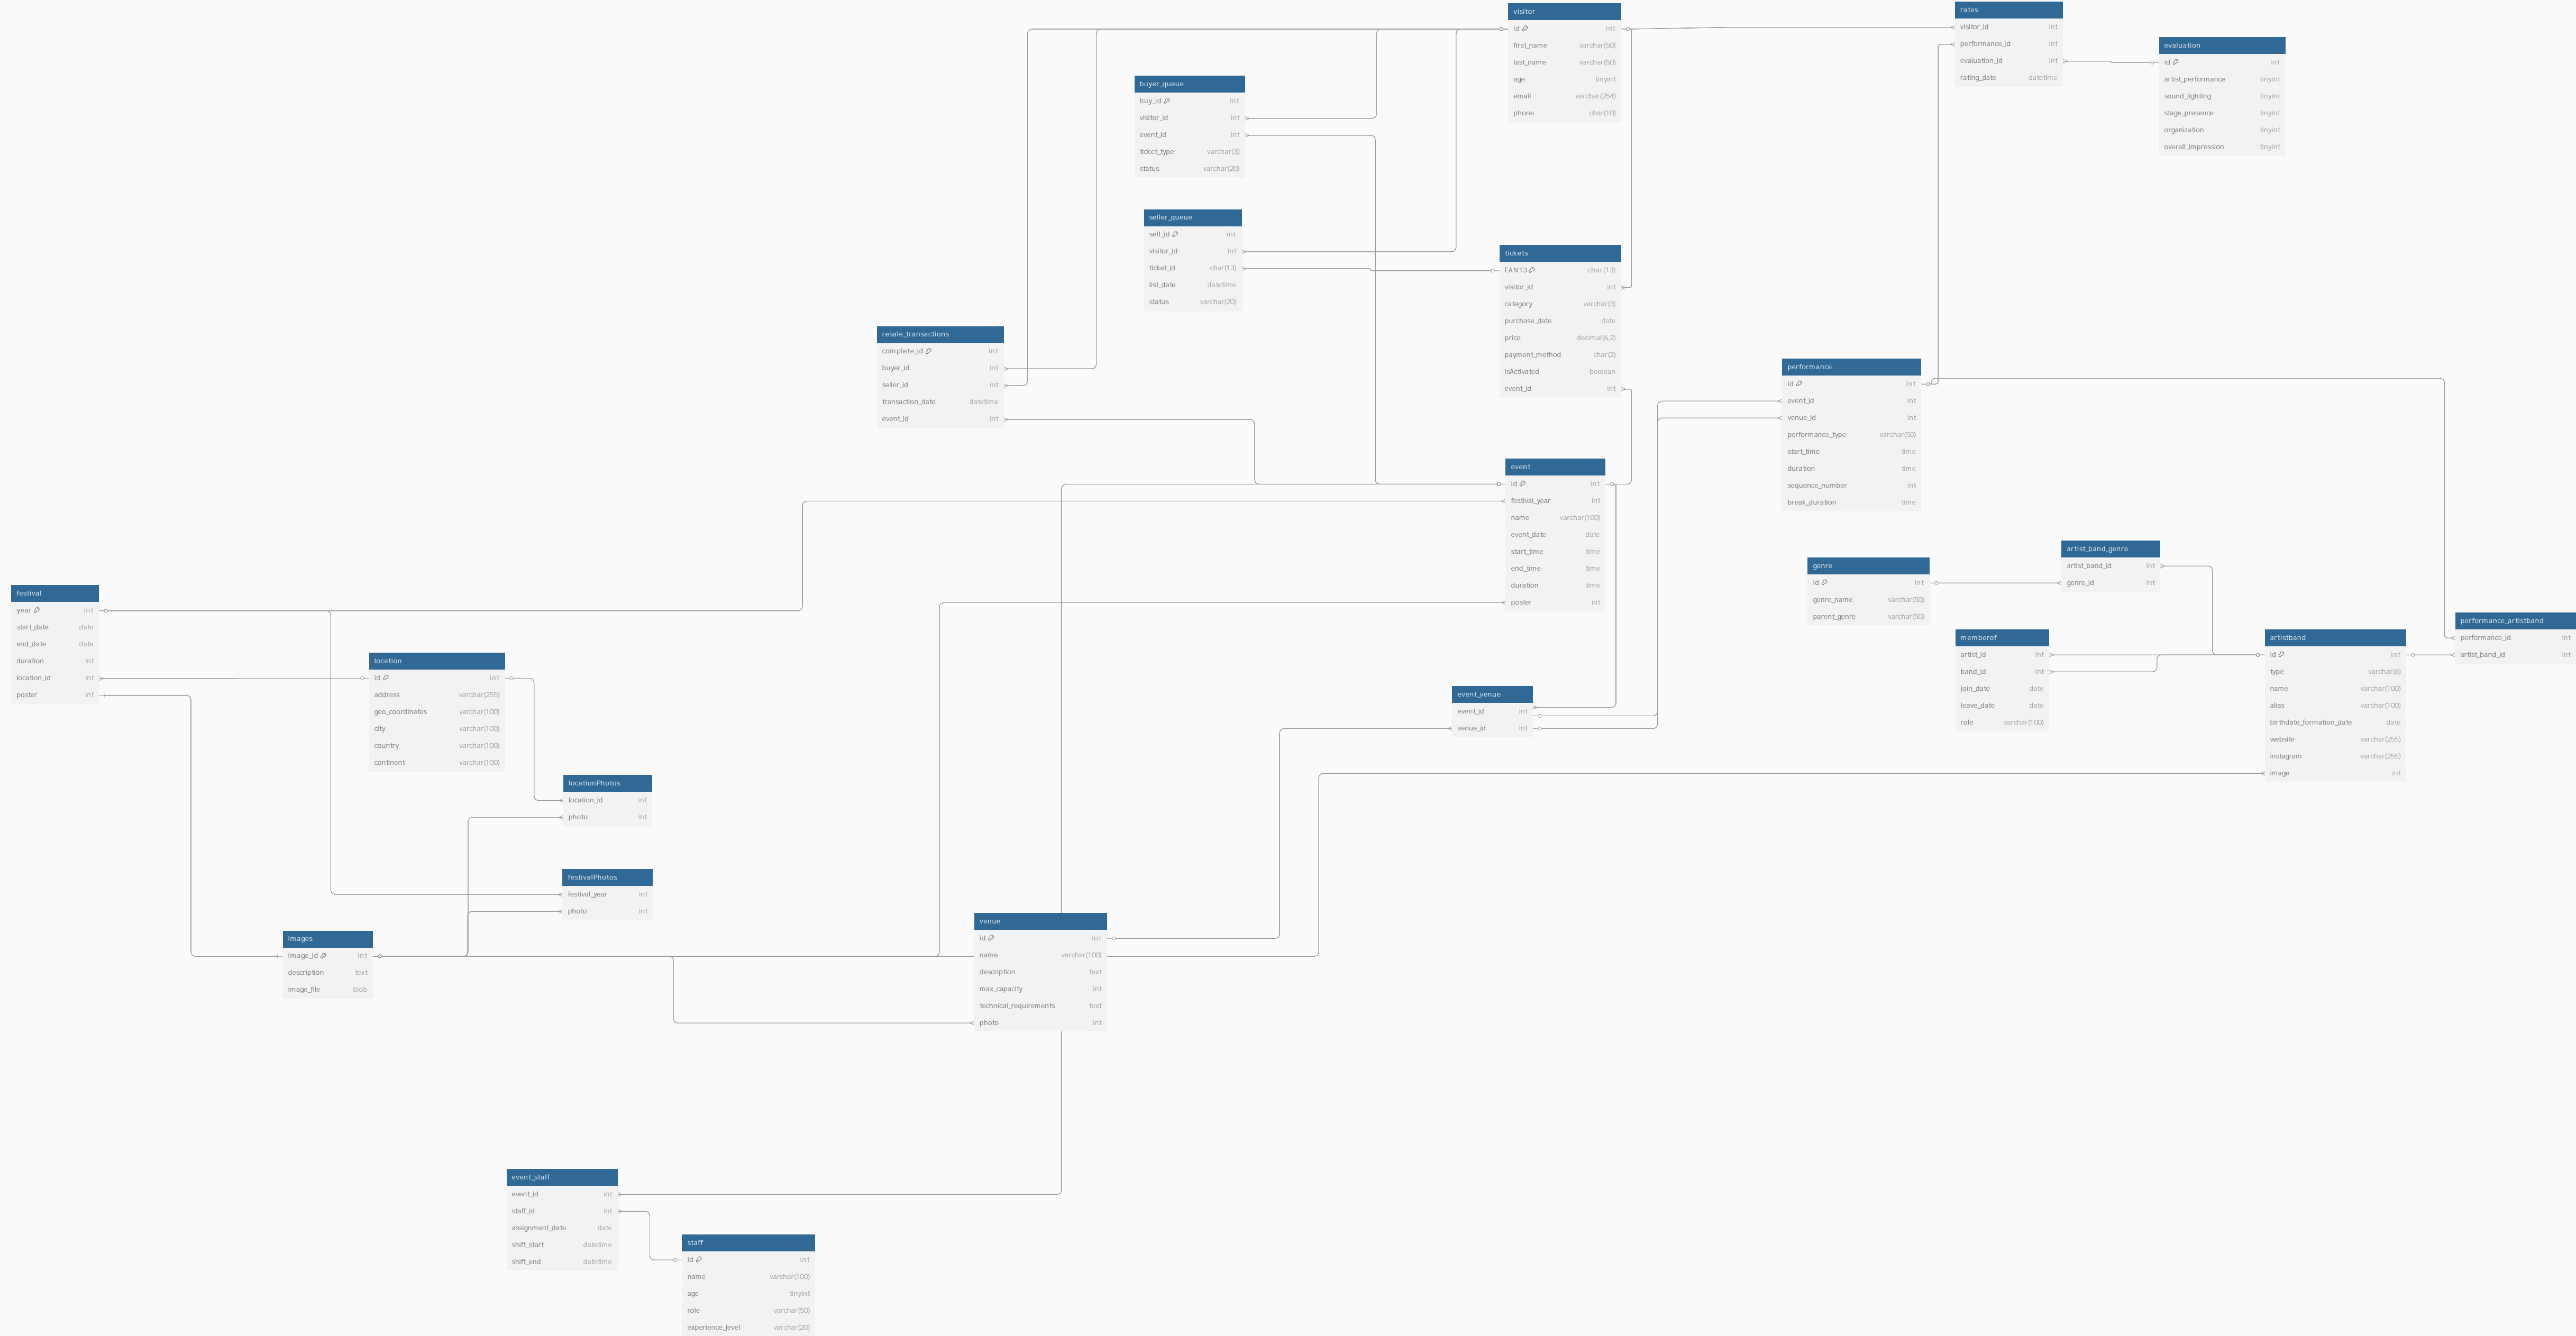 visitor
id int
first_name varchar(50)
last_name varchar(50)
age tinyint
email varchar(254)
phone char(10)
rates
visitor_id int
performance_id int
evaluation_id int
rating_date datetime
evaluation
id int
artist_performance tinyint
sound_lighting tinyint
stage_presence tinyint
organization tinyint
overall_impression tinyint
buyer_queue
buy_id int
visitor_id int
event_id int
ticket_type varchar(3)
status varchar(20)
seller_queue
sell_id int
visitor_id int
ticket_id char(13)
list_date datetime
status varchar(20)
tickets
EAN13 char(13)
visitor_id int
category varchar(3)
purchase_date date
price decimal(6,2)
payment_method char(2)
isActivated boolean
event_id int
resale_transactions
complete_id int
buyer_id int
seller_id int
transaction_date datetime
event_id int
performance
id int
event_id int
venue_id int
performance_type varchar(50)
start_time time
duration time
sequence_number int
break_duration time
event
id int
festival_year int
name varchar(100)
event_date date
start_time time
end_time time
duration time
poster int
artist_band_genre
artist_band_id int
genre_id int
genre
id int
genre_name varchar(50)
parent_genre varchar(50)
festival
year int
start_date date
end_date date
duration int
location_id int
poster int
performance_artistband
performance_id int
artist_band_id int
memberof
artist_id int
band_id int
join_date date
leave_date date
role varchar(100)
artistband
id int
type varchar(6)
name varchar(100)
alias varchar(100)
birthdate_formation_date date
website varchar(255)
instagram varchar(255)
image int
location
id int
address varchar(255)
geo_coordinates varchar(100)
city varchar(100)
country varchar(100)
continent varchar(100)
event_venue
event_id int
venue_id int
locationPhotos
location_id int
photo int
festivalPhotos
festival_year int
photo int
images
image_id int
description text
image_file blob
venue
id int
name varchar(100)
description text
max_capacity int
technical_requirements text
photo int
event_staff
event_id int
staff_id int
assignment_date date
shift_start datetime
shift_end datetime
staff
id int
name varchar(100)
age tinyint
role varchar(50)
experience_level varchar(20)